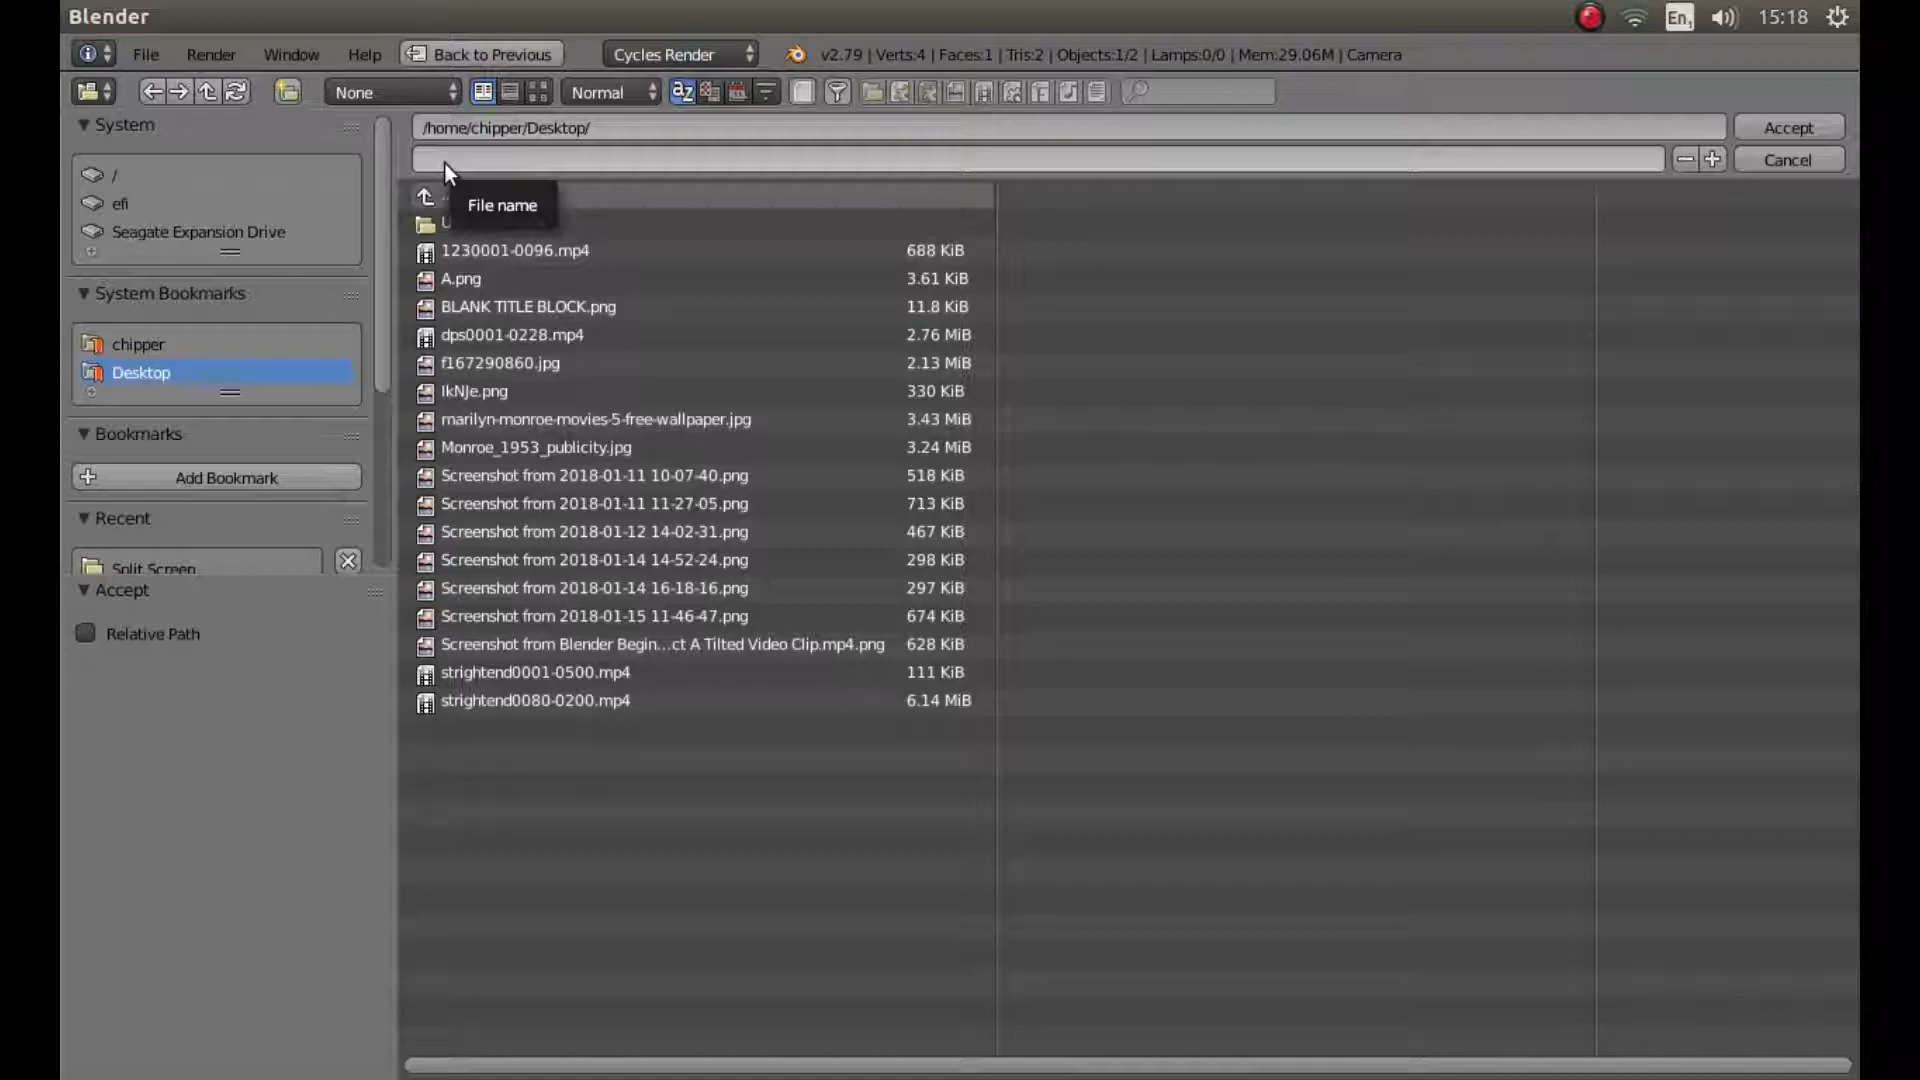 Blender
En1 15:18
File Render Window Help Back to Previous Cycles Render v2.79 | Verts:4 | Faces:1 | Tris:2 | Objects:1/2 | Lamps:0/0 | Mem:29.06M | Camera
None Normal
System
/
efi
Seagate Expansion Drive
System Bookmarks
chipper
Desktop
Bookmarks
Add Bookmark
Recent
Split Screen
Accept
Relative Path
/home/chipper/Desktop/ Accept
Cancel
File name
1230001-0096.mp4 688 KiB
A.png 3.61 KiB
BLANK TITLE BLOCK.png 11.8 KiB
dps0001-0228.mp4 2.76 MiB
f167290860.jpg 2.13 MiB
IkNJe.png 330 KiB
marilyn-monroe-movies-5-free-wallpaper.jpg 3.43 MiB
Monroe_1953_publicity.jpg 3.24 MiB
Screenshot from 2018-01-11 10-07-40.png 518 KiB
Screenshot from 2018-01-11 11-27-05.png 713 KiB
Screenshot from 2018-01-12 14-02-31.png 467 KiB
Screenshot from 2018-01-14 14-52-24.png 298 KiB
Screenshot from 2018-01-14 16-18-16.png 297 KiB
Screenshot from 2018-01-15 11-46-47.png 674 KiB
Screenshot from Blender Begin...ct A Tilted Video Clip.mp4.png 628 KiB
strightend0001-0500.mp4 111 KiB
strightend0080-0200.mp4 6.14 MiB